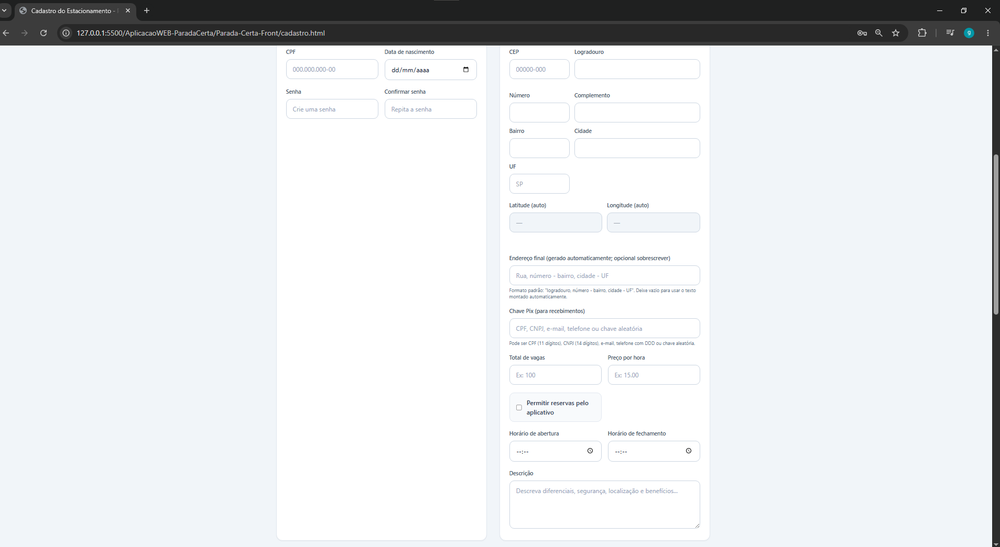 Cadastro do Estacionamento -
127.0.0.1:5500/AplicacaoWEB-ParadaCerta/Parada-Certa-Front/cadastro.html
g
CPF
Data de nascimento
000.000.000-00
dd/mm/aaaa
Senha
Confirmar senha
Crie uma senha
Repita a senha
CEP
Logradouro
00000-000
Número
Complemento
Bairro
Cidade
UF
SP
Latitude (auto)
Longitude (auto)
—
—
Endereço final (gerado automaticamente; opcional sobrescrever)
Rua, número - bairro, cidade - UF
Formato padrão: "logradouro, número - bairro, cidade - UF". Deixe vazio para usar o texto
montado automaticamente.
Chave Pix (para recebimentos)
CPF, CNPJ, e-mail, telefone ou chave aleatória
Pode ser CPF (11 dígitos), CNPJ (14 dígitos), e-mail, telefone com DDD ou chave aleatória.
Total de vagas
Preço por hora
Ex: 100
Ex: 15.00
Permitir reservas pelo
aplicativo
Horário de abertura
Horário de fechamento
--:--
--:--
Descrição
Descreva diferenciais, segurança, localização e benefícios...